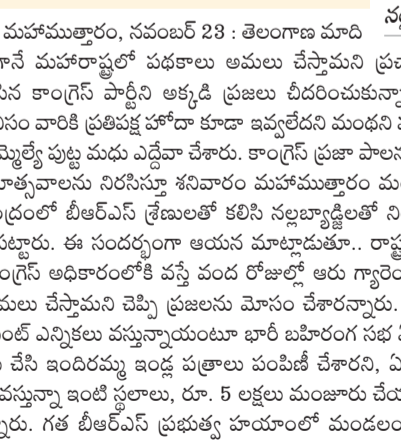 మహాముత్తారం, నవంబర్ 23 : తెలంగాణ మాది
గానే మహారాష్ట్రలో పథకాలు అమలు చేస్తామని ప్రచ
సిన కాంగ్రెస్ పార్టీని అక్కడి ప్రజలు చీదరించుకున్నా
సం వారికి ప్రతిపక్ష హోదా కూడా ఇవ్వలేదని మంథని
మ్మెల్యే పుట్ట మధు ఎద్దేవా చేశారు. కాంగ్రెస్ ప్రజా పాలన
ోత్సవాలను నిరసిస్తూ శనివారం మహాముత్తారం మం
ంద్రంలో బీఆర్ఎస్ శ్రేణులతో కలిసి నల్లబ్యాడ్జిలతో ని
పట్టారు. ఈ సందర్భంగా ఆయన మాట్లాడుతూ.. రాష్ట్ర
ంగ్రెస్ అధికారంలోకి వస్తే వంద రోజుల్లో ఆరు గ్యారెం
మలు చేస్తామని చెప్పి ప్రజలను మోసం చేశారన్నారు.
ంట్ ఎన్నికలు వస్తున్నాయంటూ భారీ బహిరంగ సభ ఏ
చేసి ఇందిరమ్మ ఇండ్ల పత్రాలు పంపిణీ చేశారని, ఏ
వస్తున్నా ఇంటి స్థలాలు, రూ. 5 లక్షలు మంజూరు చేయ
్నారు. గత బీఆర్ఎస్ ప్రభుత్వ హయాంలో మండలం